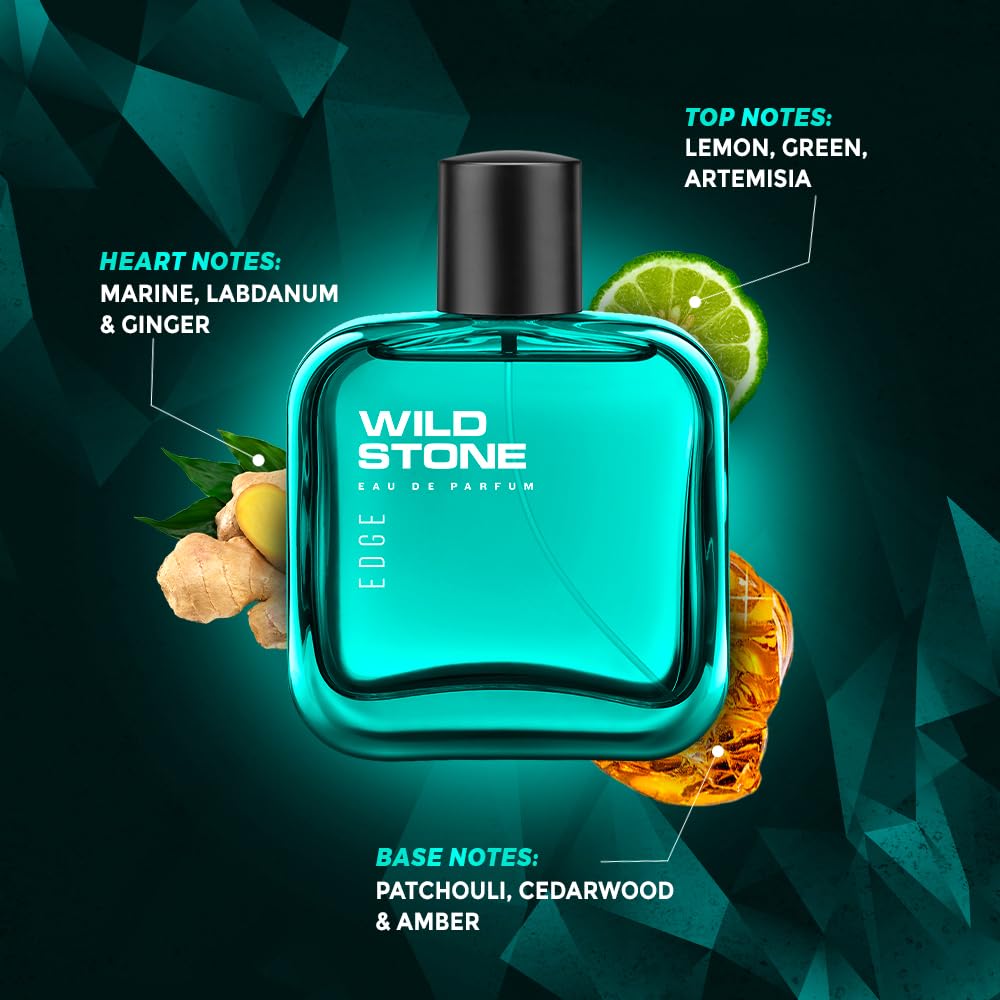 TOP NOTES:
LEMON, GREEN,
ARTEMISIA
HEART NOTES:
MARINE, LABDANUM
& GINGER
WILD
STONE
EAU DE PARFUM
EDGE
BASE NOTES:
PATCHOULI, CEDARWOOD
& AMBER